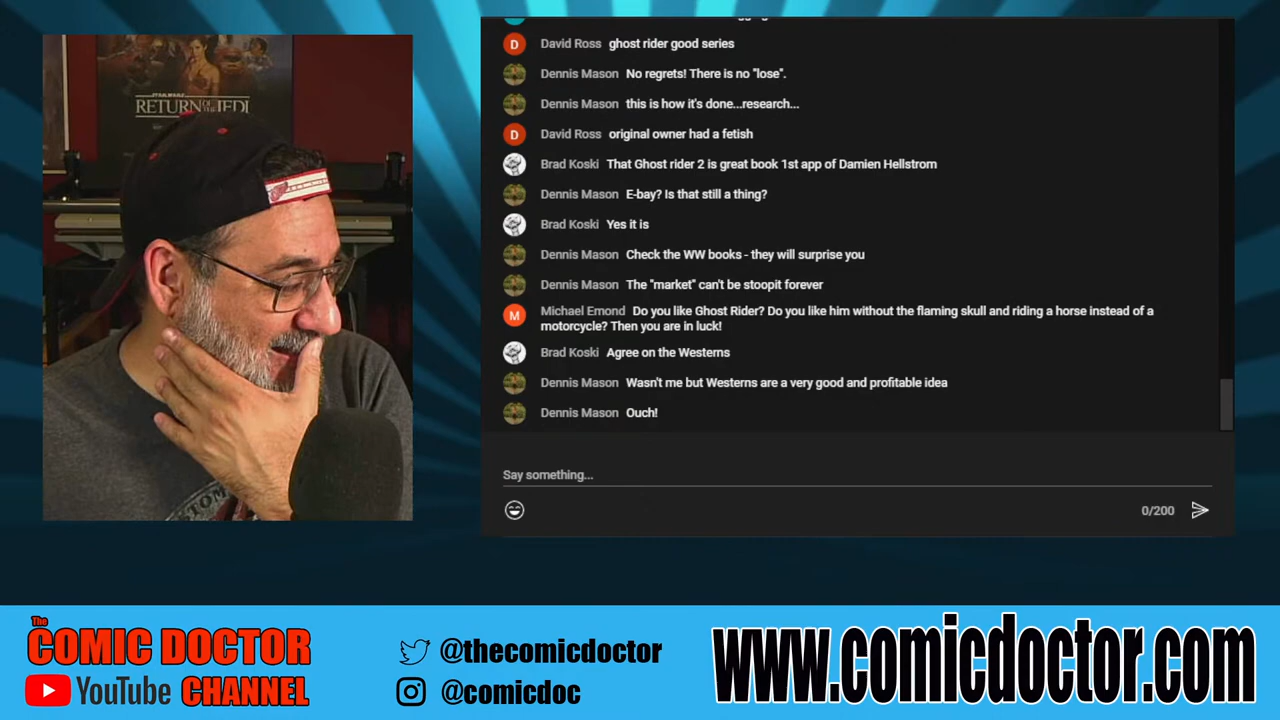 STAR WARS
RETURN OF THE JEDI
David Ross ghost rider good series
Dennis Mason No regrets! There is no "lose".
Dennis Mason this is how it's done...research...
David Ross original owner had a fetish
Brad Koski That Ghost rider 2 is great book 1st app of Damien Hellstrom
Dennis Mason E-bay? Is that still a thing?
Brad Koski Yes it is
Dennis Mason Check the WW books - they will surprise you
Dennis Mason The "market" can't be stoopit forever
Michael Emond Do you like Ghost Rider? Do you like him without the flaming skull and riding a horse instead of a
motorcycle? Then you are in luck!
Brad Koski Agree on the Westerns
Dennis Mason Wasn't me but Westerns are a very good and profitable idea
Dennis Mason Ouch!
Say something...
0/200
The
COMIC DOCTOR
YouTube CHANNEL
@thecomicdoctor
@comicdoc
www.comicdoctor.com